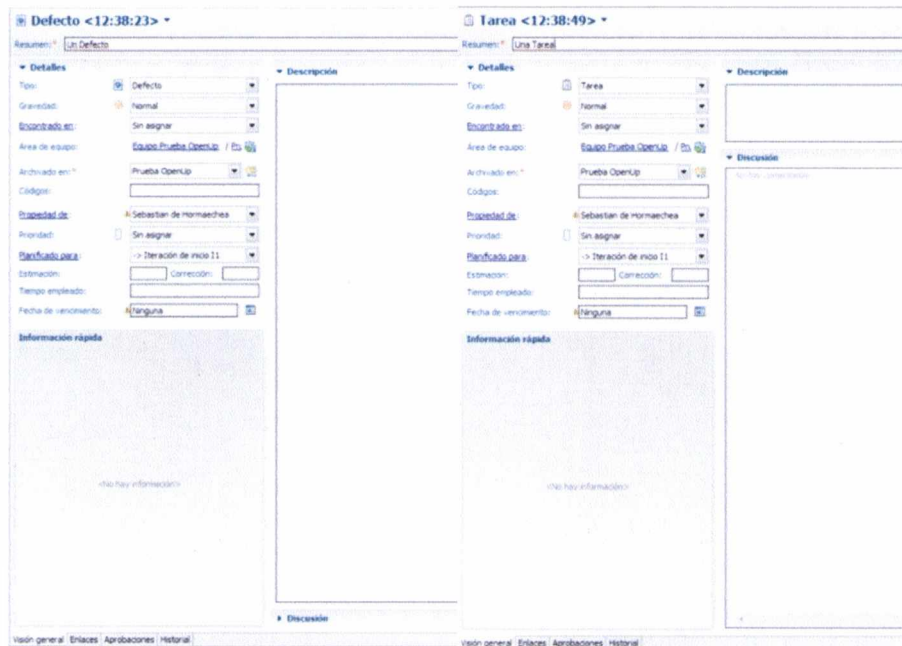 Defecto <12:38:23>
Resumen:* Un Defecto
Detalles
Tipo: Defecto
Gravedad: Normal
Encontrado en: Sin asignar
Área de equipo: Equipo Prueba OpenUp / Pru
Archivado en:* Prueba OpenUp
Códigos:
Propiedad de: Sebastian de Hormaechea
Prioridad: Sin asignar
Planificado para: -> Iteración de inicio I1
Estimación: Corrección:
Tiempo empleado:
Fecha de vencimiento: Ninguna
Información rápida
<No hay información>
Descripción
Discusión
Visión general Enlaces Aprobaciones Historial
Tarea <12:38:49>
Resumen:* Una Tarea
Detalles
Tipo: Tarea
Gravedad: Normal
Encontrado en: Sin asignar
Área de equipo: Equipo Prueba OpenUp / Pru
Archivado en:* Prueba OpenUp
Códigos:
Propiedad de: Sebastian de Hormaechea
Prioridad: Sin asignar
Planificado para: -> Iteración de inicio I1
Estimación: Corrección:
Tiempo empleado:
Fecha de vencimiento: Ninguna
Información rápida
<No hay información>
Descripción
Discusión
No hay comentarios
Visión general Enlaces Aprobaciones Historial